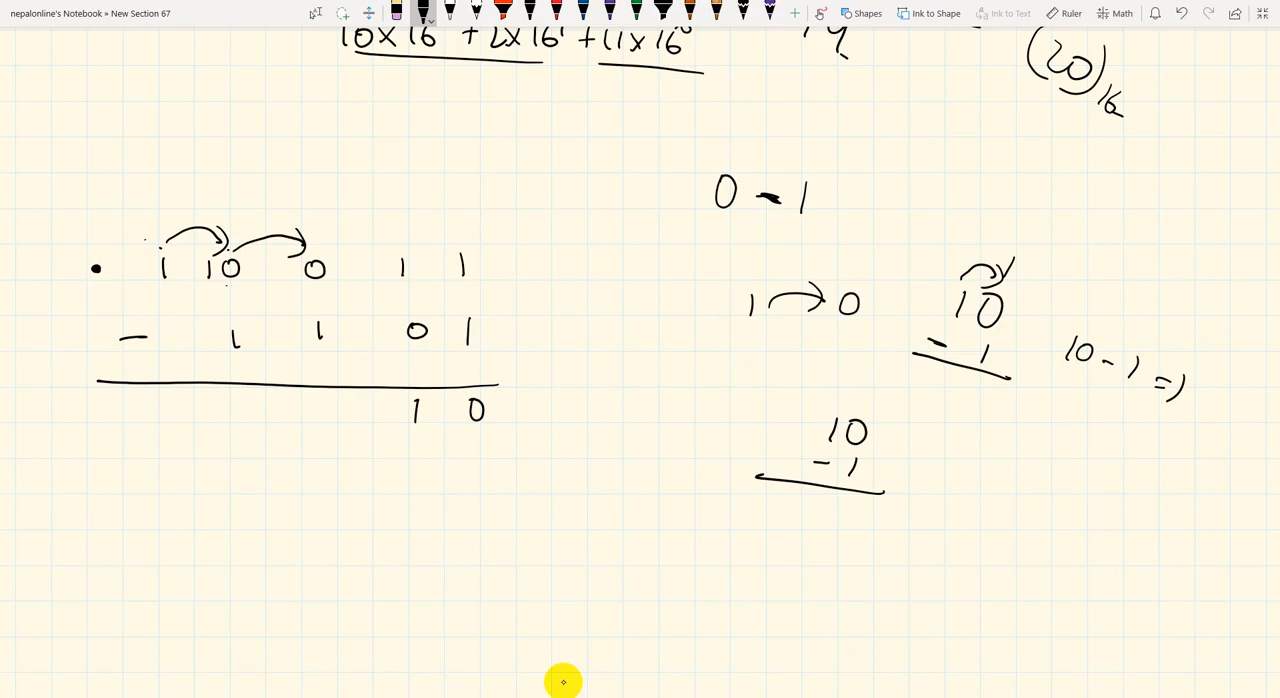 nepalonline's Notebook » New Section 67
Shapes Ink to Shape Ink to Text Ruler Math
10 x 16 + 2 x 16¹ + 11 x 16⁰
(20)₁₆
0 - 1
1 10 0 1 1
- 1 1 0 1
1 0
1 → 0
10
- 1
10 - 1 =)
10
- 1